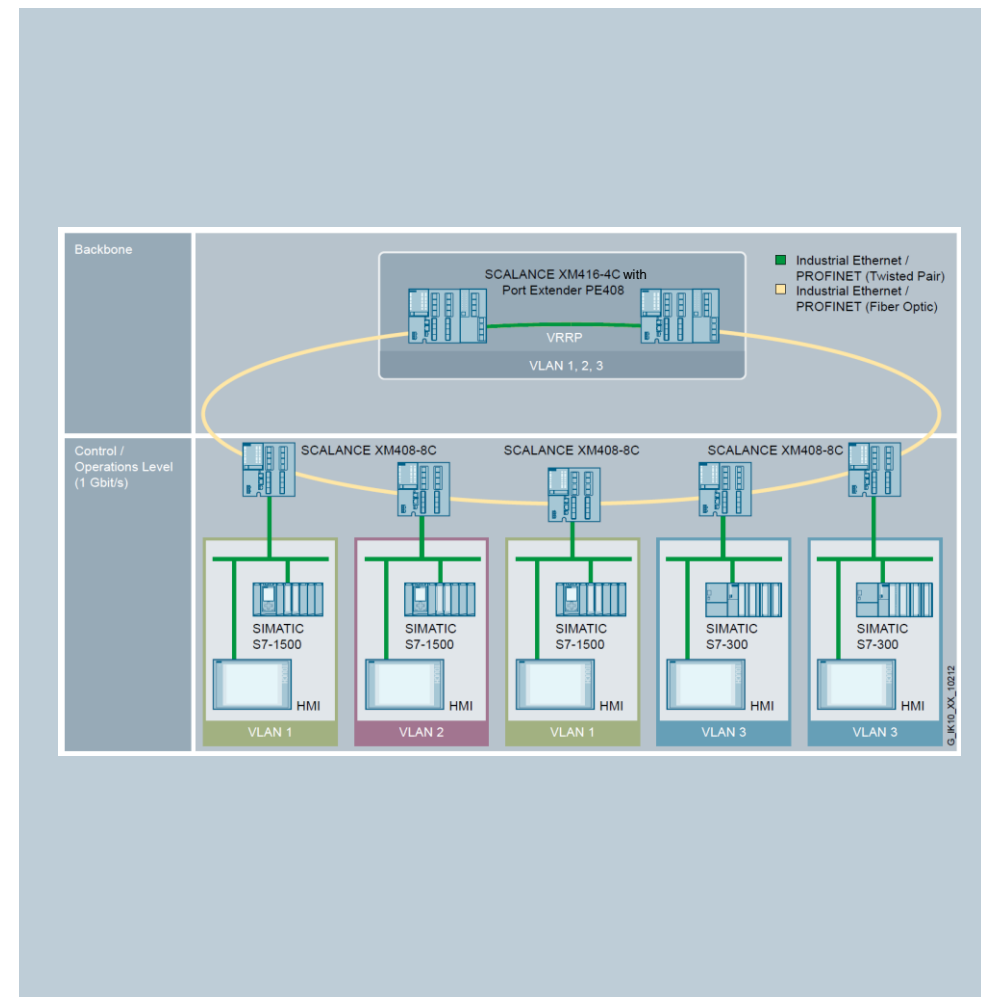 Backbone
SCALANCE XM416-4C with
Port Extender PE408
VRRP
VLAN 1, 2, 3
Industrial Ethernet /
PROFINET (Twisted Pair)
Industrial Ethernet /
PROFINET (Fiber Optic)
Control /
Operations Level
(1 Gbit/s)
SCALANCE XM408-8C
SCALANCE XM408-8C
SCALANCE XM408-8C
SIMATIC
S7-1500
HMI
VLAN 1
SIMATIC
S7-1500
HMI
VLAN 2
SIMATIC
S7-1500
HMI
VLAN 1
SIMATIC
S7-300
HMI
VLAN 3
SIMATIC
S7-300
HMI
VLAN 3
G_IK10_XX_10212